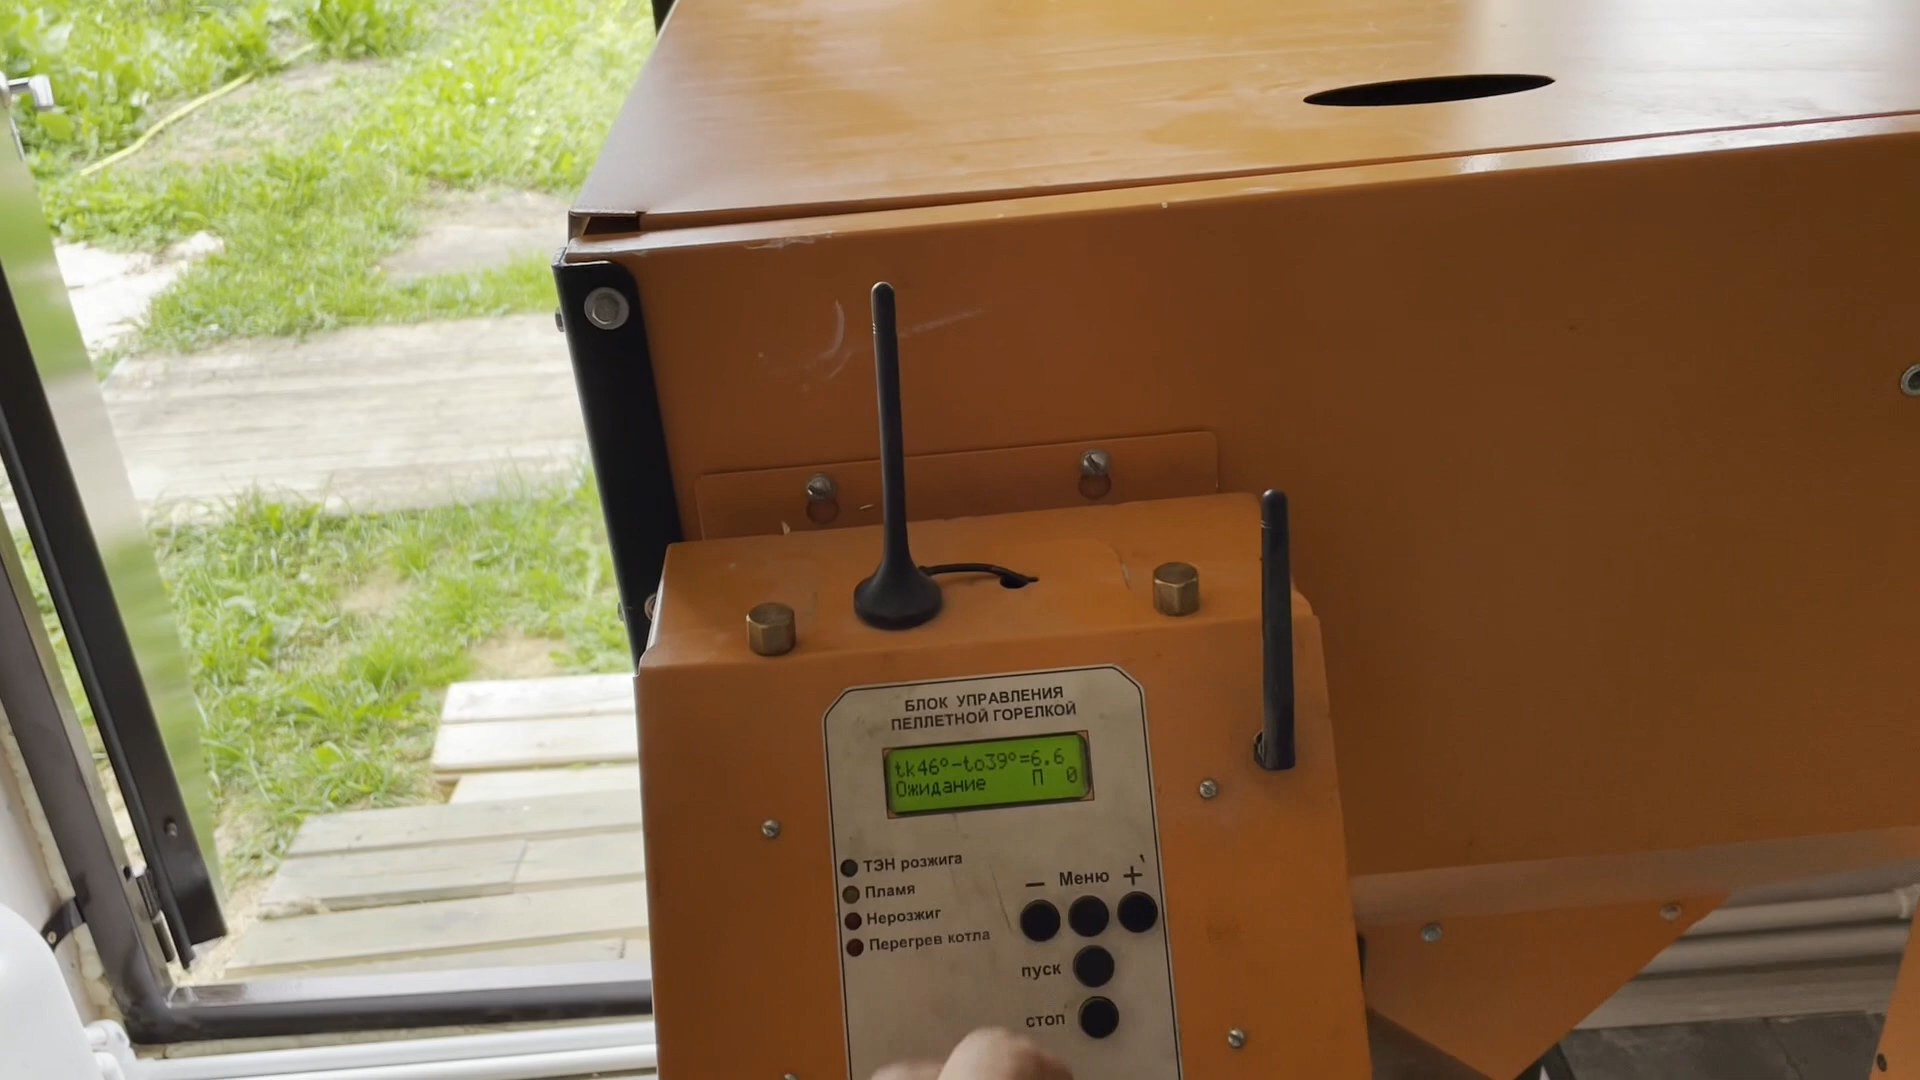 БЛОК УПРАВЛЕНИЯ
ПЕЛЛЕТНОЙ ГОРЕЛКОЙ
tk46°-to39°=6.6
Ожидание П 0
ТЭН розжига
Пламя
Нерозжиг
Перегрев котла
− Меню +
пуск
стоп